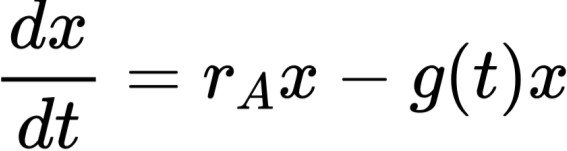 dx/dt = r_A x − g(t)x